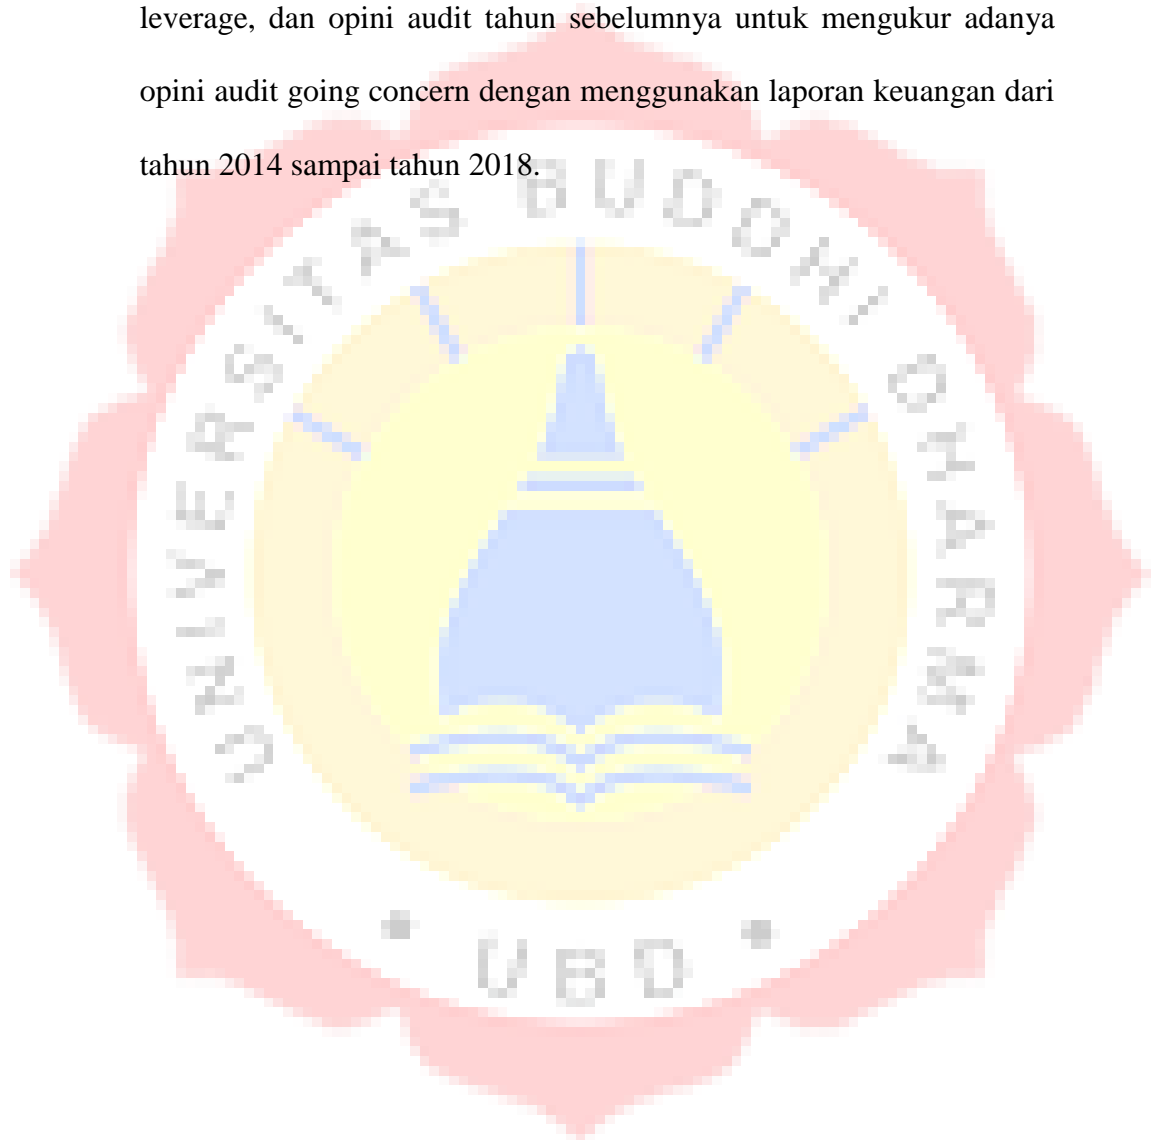 leverage, dan opini audit tahun sebelumnya untuk mengukur adanya
opini audit going concern dengan menggunakan laporan keuangan dari
tahun 2014 sampai tahun 2018.
UNIVERSITAS BUDDHI DHARMA
• UBD •